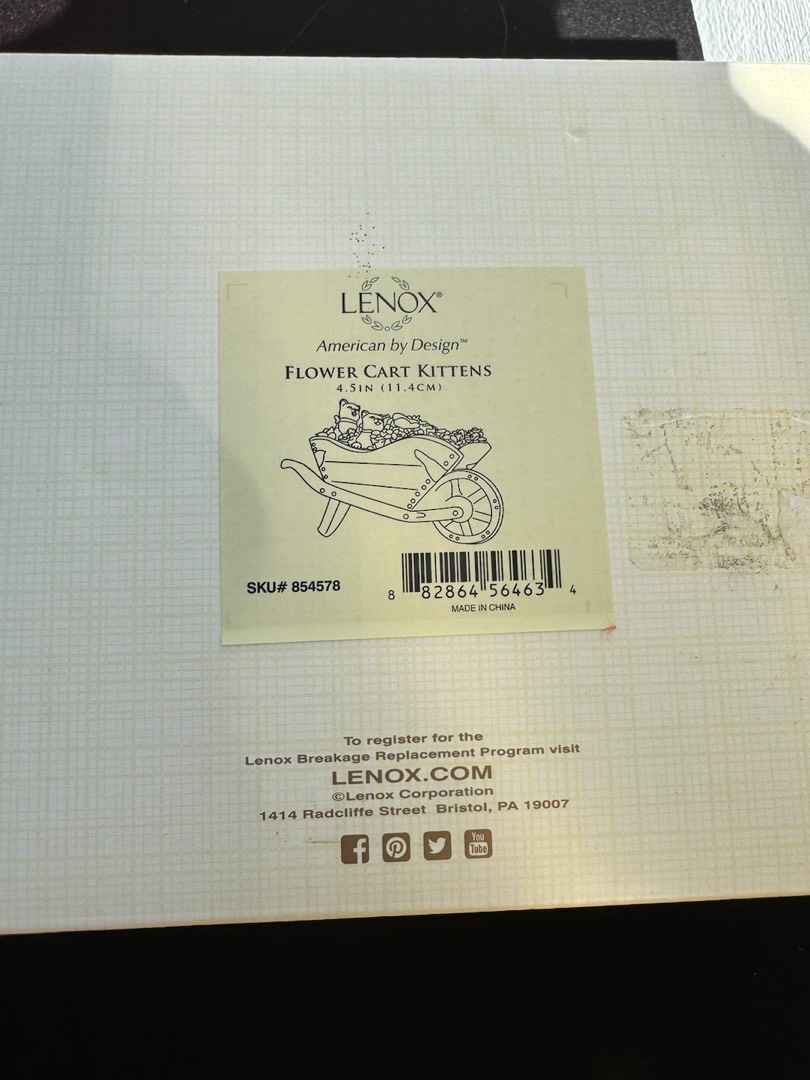 LENOX®
American by Design™
FLOWER CART KITTENS
4.5IN (11.4CM)
SKU# 854578
8 82864 56463 4
MADE IN CHINA
To register for the
Lenox Breakage Replacement Program visit
LENOX.COM
©Lenox Corporation
1414 Radcliffe Street Bristol, PA 19007
You
Tube